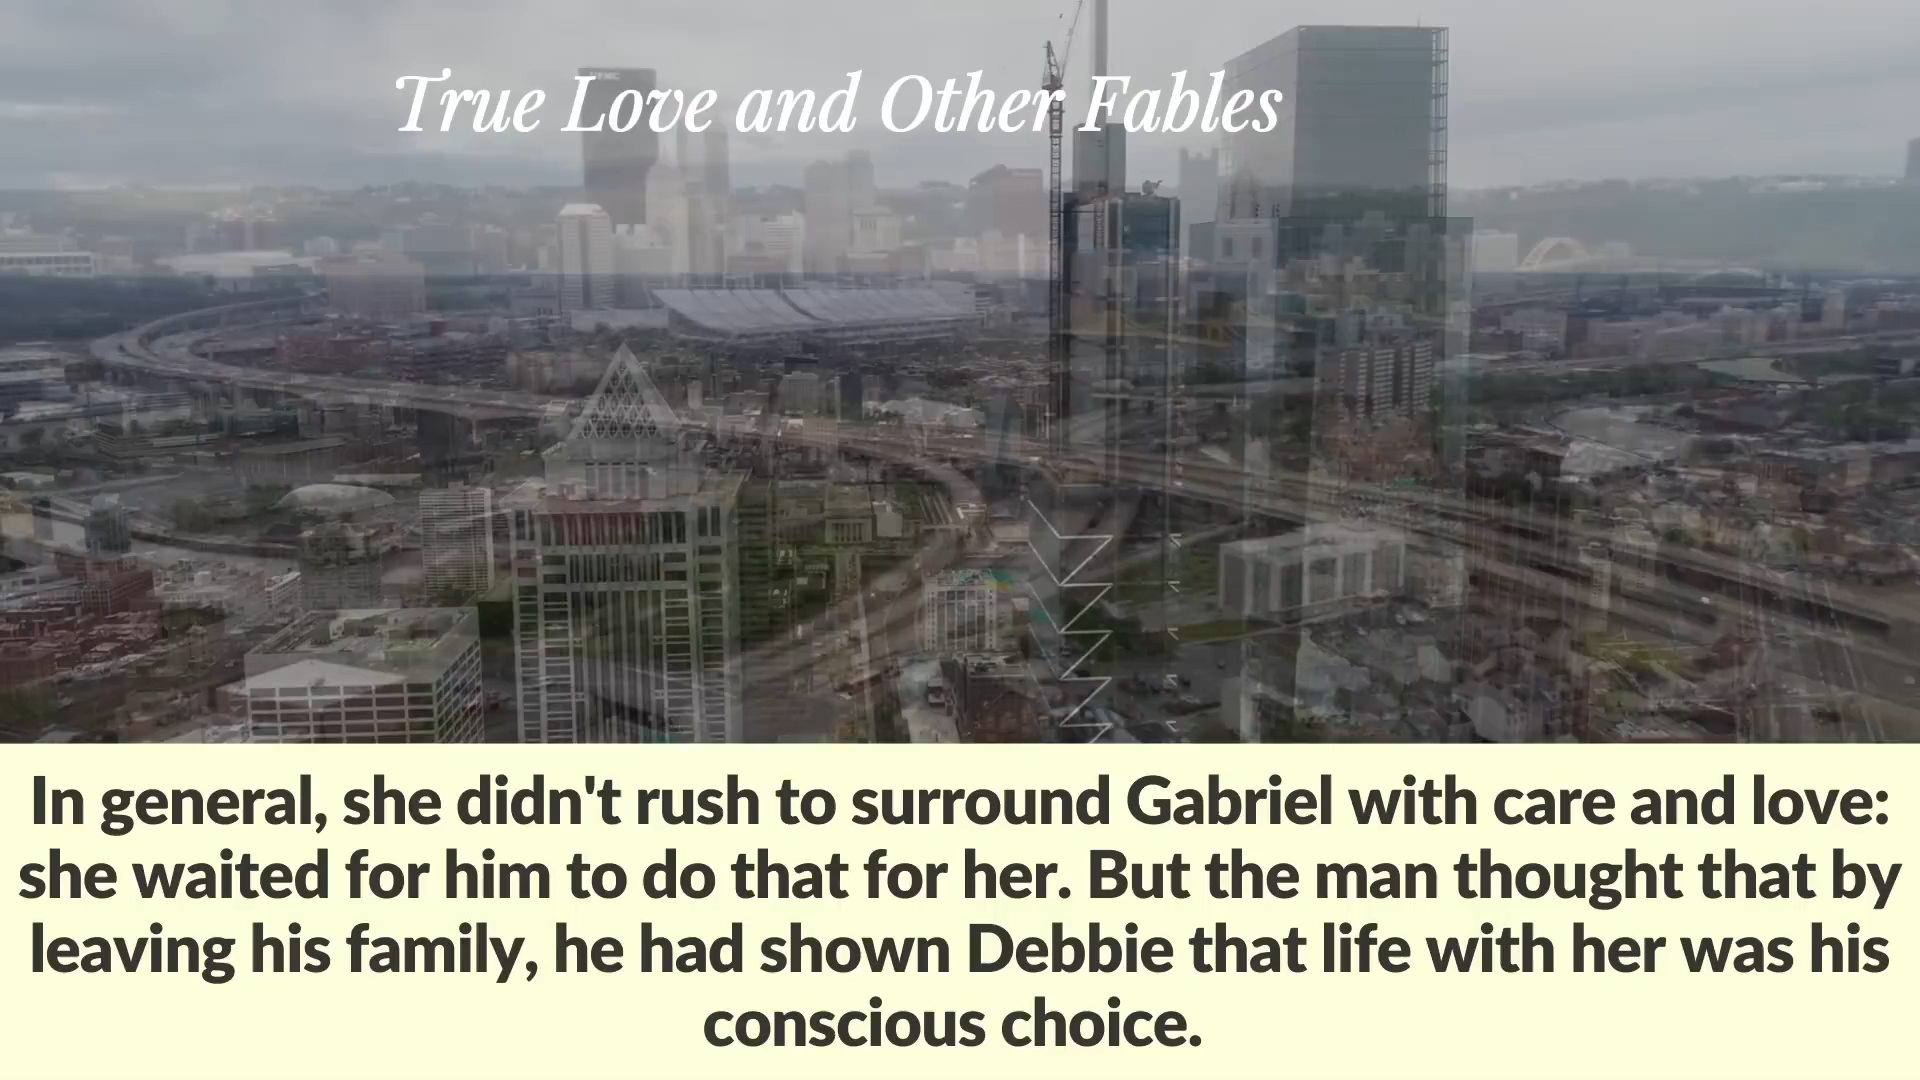 True Love and Other Fables
In general, she didn't rush to surround Gabriel with care and love:
she waited for him to do that for her. But the man thought that by
leaving his family, he had shown Debbie that life with her was his
conscious choice.